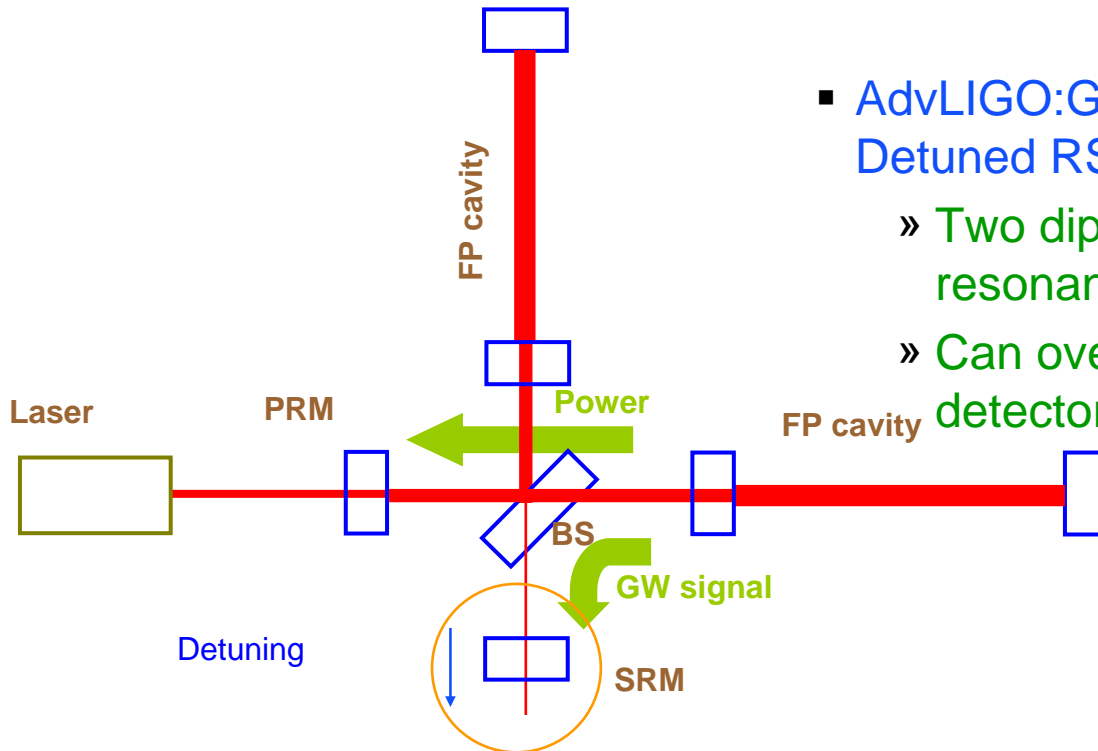 ▪ AdvLIGO:G
Detuned RS
» Two dip
resonan
» Can ove
detector
FP cavity
Laser
PRM
Power
FP cavity
BS
GW signal
Detuning
SRM